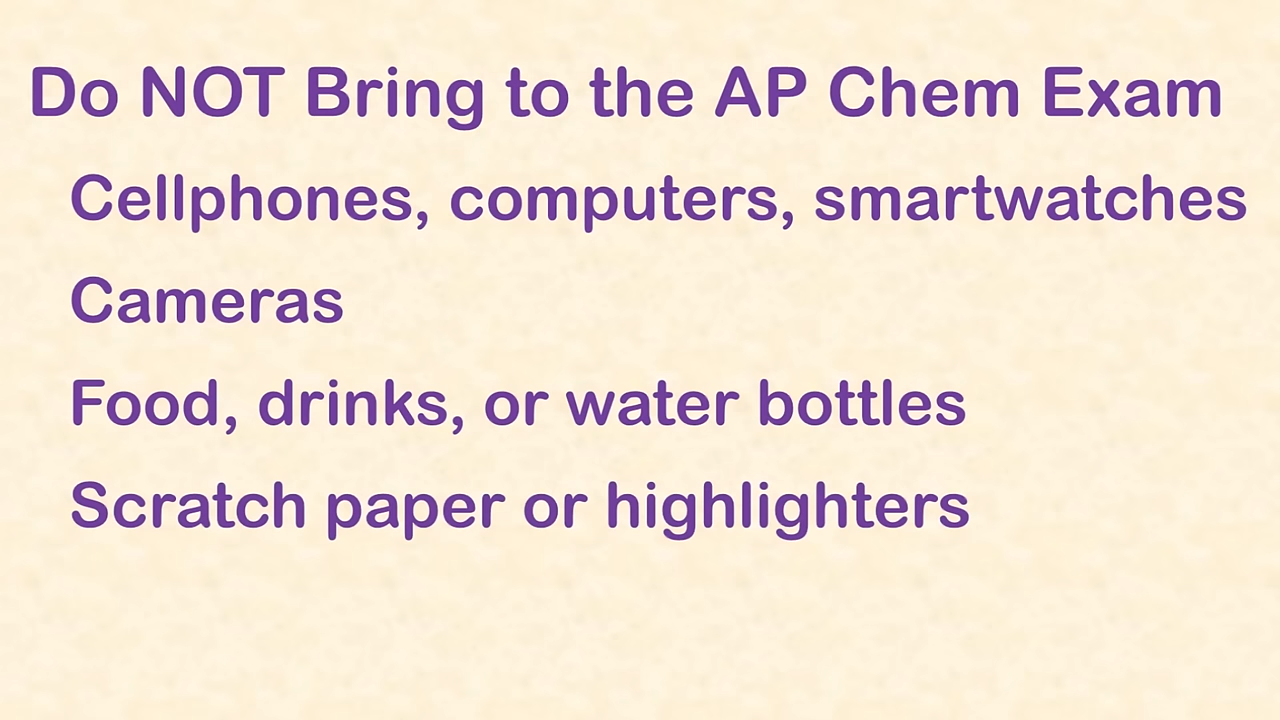 Do NOT Bring to the AP Chem Exam
Cellphones, computers, smartwatches
Cameras
Food, drinks, or water bottles
Scratch paper or highlighters